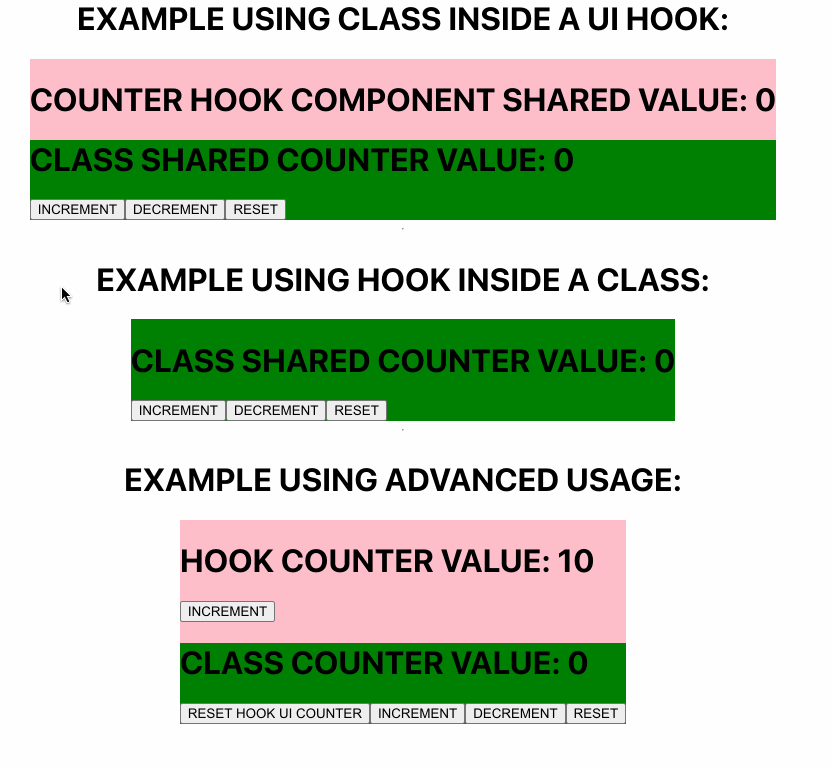 EXAMPLE USING CLASS INSIDE A UI HOOK:
COUNTER HOOK COMPONENT SHARED VALUE: 0
CLASS SHARED COUNTER VALUE: 0
INCREMENT DECREMENT RESET
EXAMPLE USING HOOK INSIDE A CLASS:
CLASS SHARED COUNTER VALUE: 0
INCREMENT DECREMENT RESET
EXAMPLE USING ADVANCED USAGE:
HOOK COUNTER VALUE: 10
INCREMENT
CLASS COUNTER VALUE: 0
RESET HOOK UI COUNTER INCREMENT DECREMENT RESET